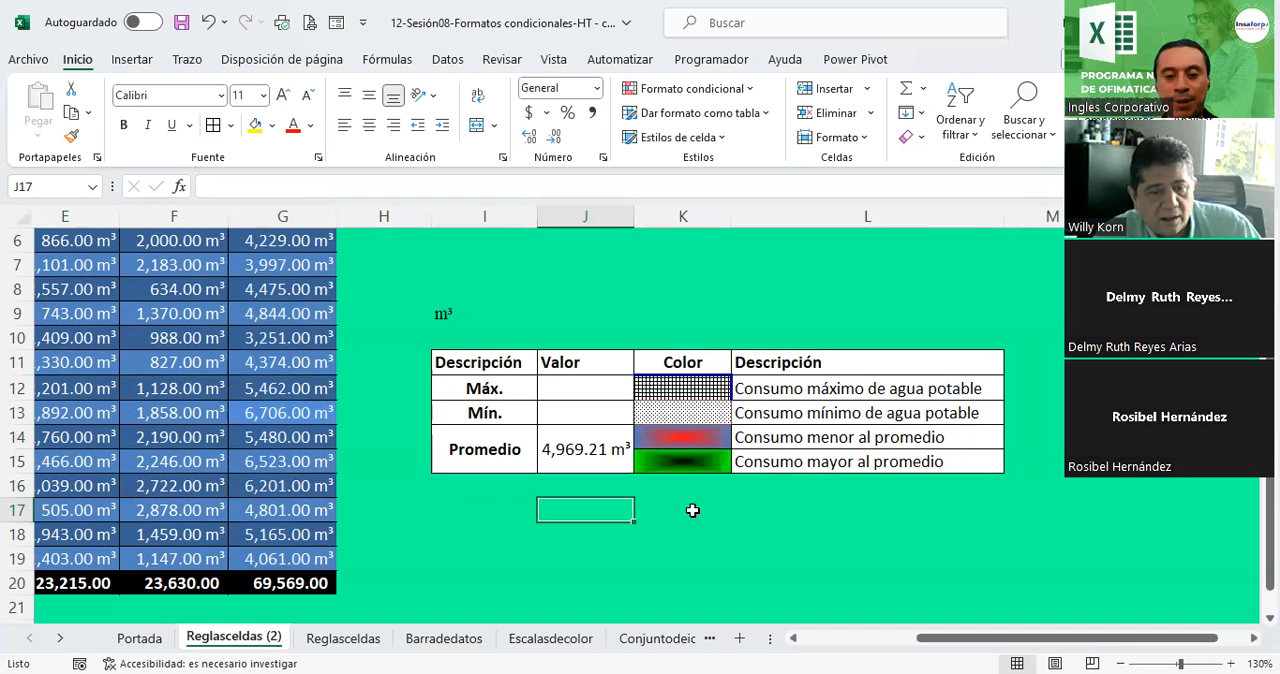 Autoguardado
12-Sesión08-Formatos condicionales-HT - c...
Buscar
Archivo Inicio Insertar Trazo Disposición de página Fórmulas Datos Revisar Vista Automatizar Programador Ayuda Power Pivot
Pegar
Portapapeles
Calibri 11
N K S
Fuente
Alineación
General
$ % 000
Número
Formato condicional
Dar formato como tabla
Estilos de celda
Estilos
Insertar
Eliminar
Formato
Celdas
Ordenar y filtrar
Buscar y seleccionar
Edición
J17
fx
E F G H I J K L M
6 866.00 m³ 2,000.00 m³ 4,229.00 m³
7 ,101.00 m³ 2,183.00 m³ 3,997.00 m³
8 ,557.00 m³ 634.00 m³ 4,475.00 m³
9 743.00 m³ 1,370.00 m³ 4,844.00 m³ m³
10 ,409.00 m³ 988.00 m³ 3,251.00 m³
11 ,330.00 m³ 827.00 m³ 4,374.00 m³ Descripción Valor Color Descripción
12 ,201.00 m³ 1,128.00 m³ 5,462.00 m³ Máx. Consumo máximo de agua potable
13 ,892.00 m³ 1,858.00 m³ 6,706.00 m³ Mín. Consumo mínimo de agua potable
14 ,760.00 m³ 2,190.00 m³ 5,480.00 m³ Promedio 4,969.21 m³ Consumo menor al promedio
15 ,466.00 m³ 2,246.00 m³ 6,523.00 m³ Consumo mayor al promedio
16 ,039.00 m³ 2,722.00 m³ 6,201.00 m³
17 505.00 m³ 2,878.00 m³ 4,801.00 m³
18 ,943.00 m³ 1,459.00 m³ 5,165.00 m³
19 ,403.00 m³ 1,147.00 m³ 4,061.00 m³
20 23,215.00 23,630.00 69,569.00
21
Portada Reglasceldas (2) Reglasceldas Barradedatos Escalasdecolor Conjuntodeic ...
Listo
Accesibilidad: es necesario investigar
130%
Insaforp
PROGRAMA N
DE OFIMÁTICA
Ingles Corporativo
Willy Korn
Delmy Ruth Reyes...
Delmy Ruth Reyes Arias
Rosibel Hernández
Rosibel Hernández